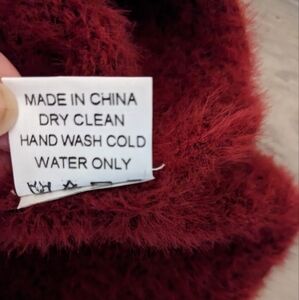 MADE IN CHINA
DRY CLEAN
HAND WASH COLD
WATER ONLY